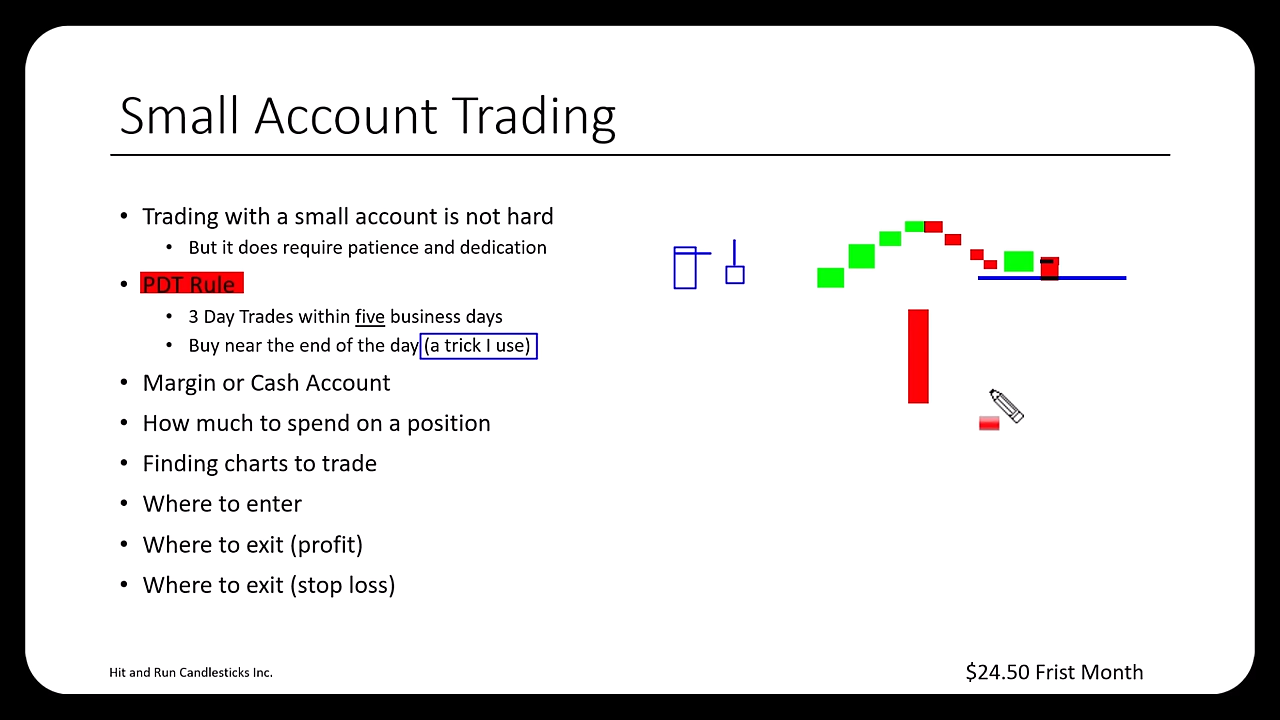 Small Account Trading
• Trading with a small account is not hard
• But it does require patience and dedication
• PDT Rule
• 3 Day Trades within five business days
• Buy near the end of the day (a trick I use)
• Margin or Cash Account
• How much to spend on a position
• Finding charts to trade
• Where to enter
• Where to exit (profit)
• Where to exit (stop loss)
Hit and Run Candlesticks Inc.
$24.50 Frist Month